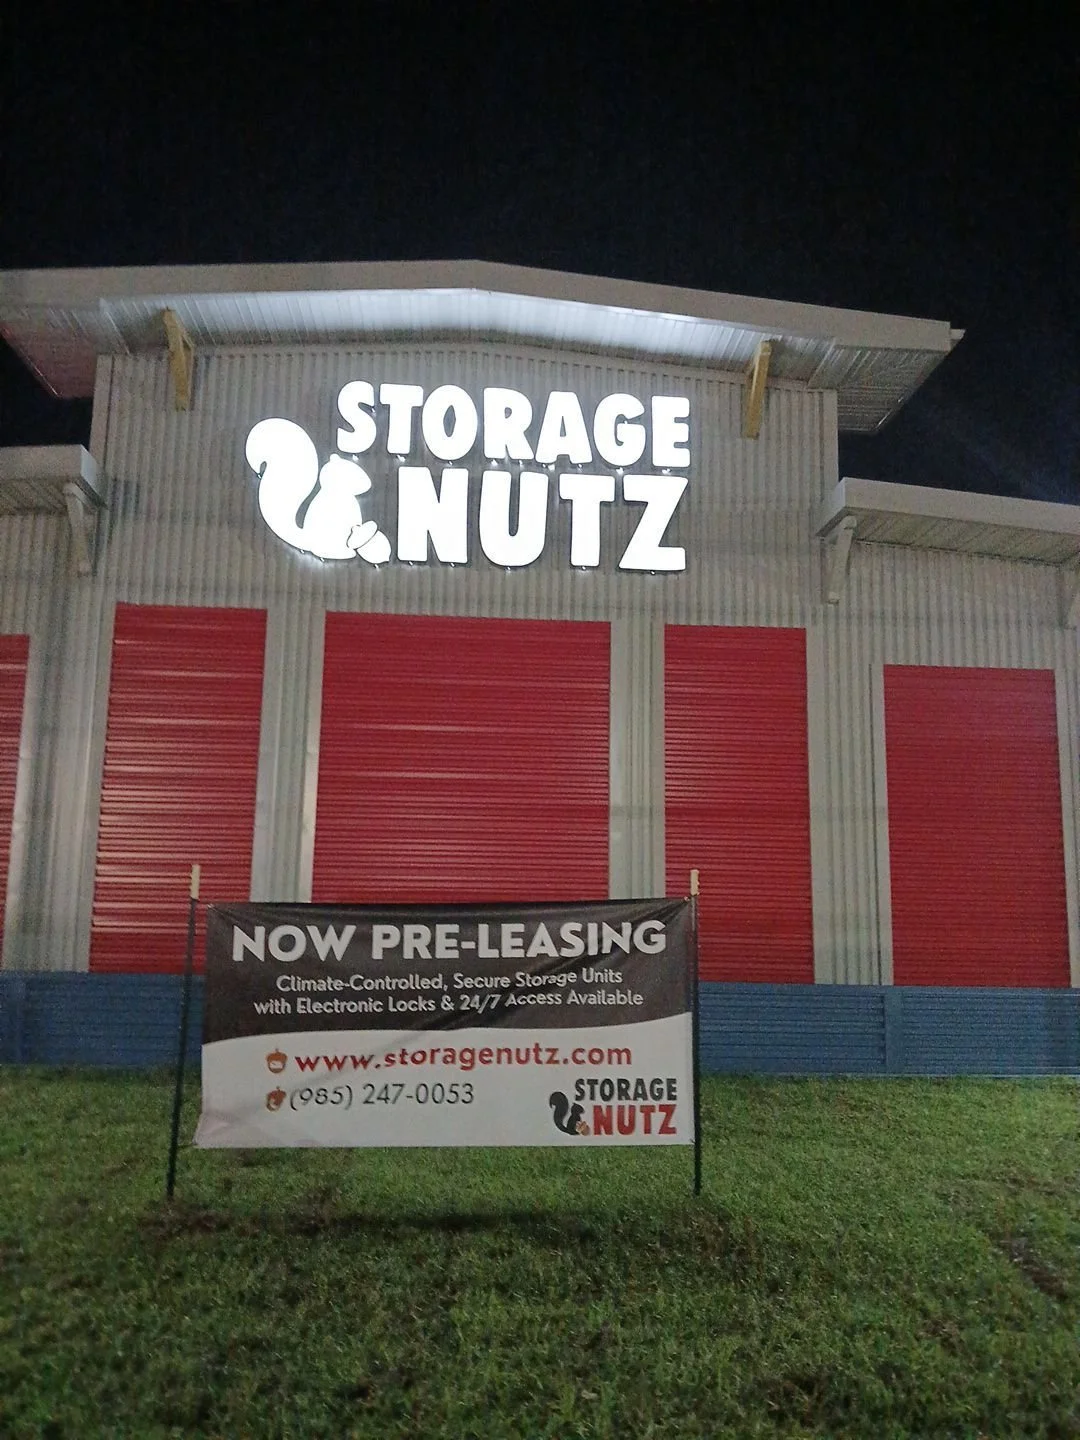 STORAGE
NUTZ
NOW PRE-LEASING
Climate-Controlled, Secure Storage Units
with Electronic Locks & 24/7 Access Available
www.storagenutz.com
(985) 247-0053
STORAGE
NUTZ